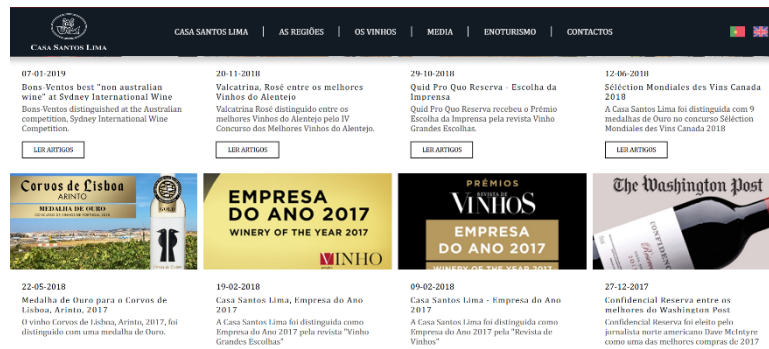 CASA SANTOS LIMA
CASA SANTOS LIMA | AS REGIÕES | OS VINHOS | MEDIA | ENOTURISMO | CONTACTOS
07-01-2019
Bons-Ventos best "non australian
wine" at Sydney International Wine
Bons-Ventos distinguished at the Australian
competition, Sydney International Wine
Competition.
LER ARTIGOS
20-11-2018
Valcatrina, Rosé entre os melhores
Vinhos do Alentejo
Valcatrina Rosé distinguido entre os
melhores Vinhos do Alentejo pelo IV
Concurso dos Melhores Vinhos do Alentejo.
LER ARTIGOS
29-10-2018
Quid Pro Quo Reserva - Escolha da
Imprensa
Quid Pro Quo Reserva recebeu o Prémio
Escolha da Imprensa pela revista Vinho
Grandes Escolhas.
LER ARTIGOS
12-06-2018
Séléction Mondiales des Vins Canada
2018
A Casa Santos Lima foi distinguida com 9
medalhas de Ouro no concurso Séléction
Mondiales des Vins Canada 2018
LER ARTIGOS
Corvos de Lisboa
ARINTO
MEDALHA DE OURO
GOLD
22-05-2018
Medalha de Ouro para o Corvos de
Lisboa, Arinto, 2017
O vinho Corvos de Lisboa, Arinto, 2017, foi
distinguido com uma medalha de Ouro.
EMPRESA
DO ANO 2017
WINERY OF THE YEAR 2017
VINHO
19-02-2018
Casa Santos Lima, Empresa do Ano
2017
A Casa Santos Lima foi distinguida como
Empresa do Ano 2017 pela revista "Vinho
Grandes Escolhas"
PRÉMIOS
REVISTA DE
VINHOS
EMPRESA
DO ANO 2017
WINERY OF THE YEAR 2017
09-02-2018
Casa Santos Lima - Empresa do Ano
2017
A Casa Santos Lima foi distinguida como
Empresa do Ano 2017 pela "Revista de
Vinhos"
The Washington Post
CONFIDENCIAL
Reserva
27-12-2017
Confidencial Reserva entre os
melhores do Washington Post
Confidencial Reserva foi eleito pelo
jornalista norte americano Dave McIntyre
como uma das melhores compras de 2017